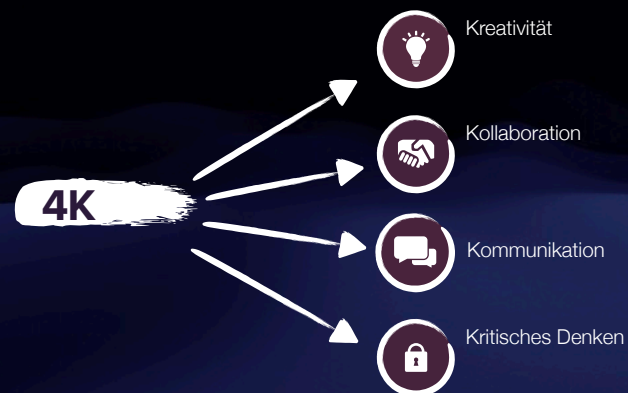 Kreativität
Kollaboration
4K
Kommunikation
Kritisches Denken